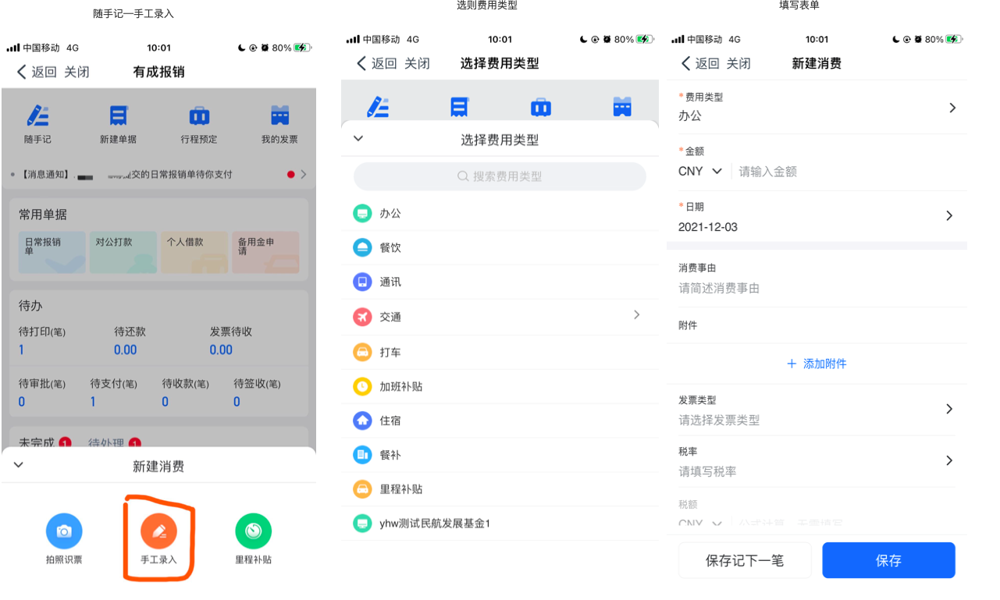 随手记—手工录入
中国移动 4G
10:01
80%
返回 关闭
有成报销
随手记
新建单据
行程预定
我的发票
【消息通知】
交的日常报销单待你支付
常用单据
日常报销
单
对公打款
个人借款
备用金申
请
待办
待打印(笔)
待还款
发票待收
1
0.00
0.00
待审批(笔)
待支付(笔)
待收款(笔)
待签收(笔)
0
1
0
0
未完成
1
待处理
1
新建消费
拍照识票
手工录入
里程补贴
选则费用类型
中国移动 4G
10:01
80%
返回 关闭
选择费用类型
选择费用类型
搜索费用类型
办公
餐饮
通讯
交通
打车
加班补贴
住宿
餐补
里程补贴
yhw测试民航发展基金1
填写表单
中国移动 4G
10:01
80%
返回 关闭
新建消费
*费用类型
办公
*金额
CNY
请输入金额
*日期
2021-12-03
消费事由
请简述消费事由
附件
+ 添加附件
发票类型
请选择发票类型
税率
请填写税率
税额
CNY
公式计算，无需填写
保存记下一笔
保存